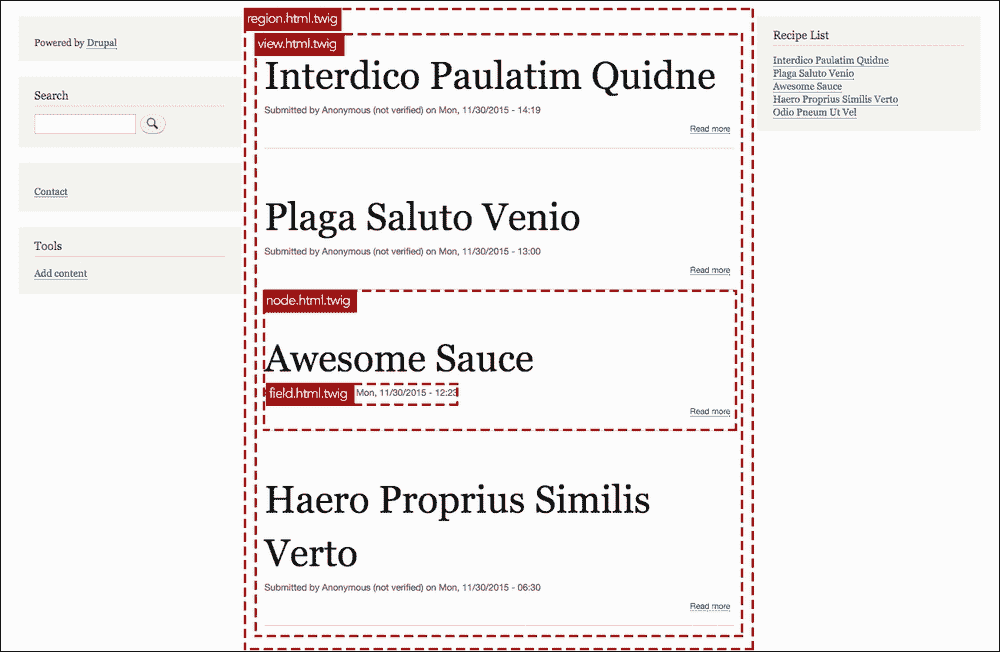 Powered by Drupal
Search
Contact
Tools
Add content
region.html.twig
view.html.twig
Interdico Paulatim Quidne
Submitted by Anonymous (not verified) on Mon, 11/30/2015 - 14:19
Read more
Plaga Saluto Venio
Submitted by Anonymous (not verified) on Mon, 11/30/2015 - 13:00
Read more
node.html.twig
Awesome Sauce
field.html.twig Mon, 11/30/2015 - 12:23
Read more
Haero Proprius Similis
Verto
Submitted by Anonymous (not verified) on Mon, 11/30/2015 - 06:30
Read more
Recipe List
Interdico Paulatim Quidne
Plaga Saluto Venio
Awesome Sauce
Haero Proprius Similis Verto
Odio Pneum Ut Vel